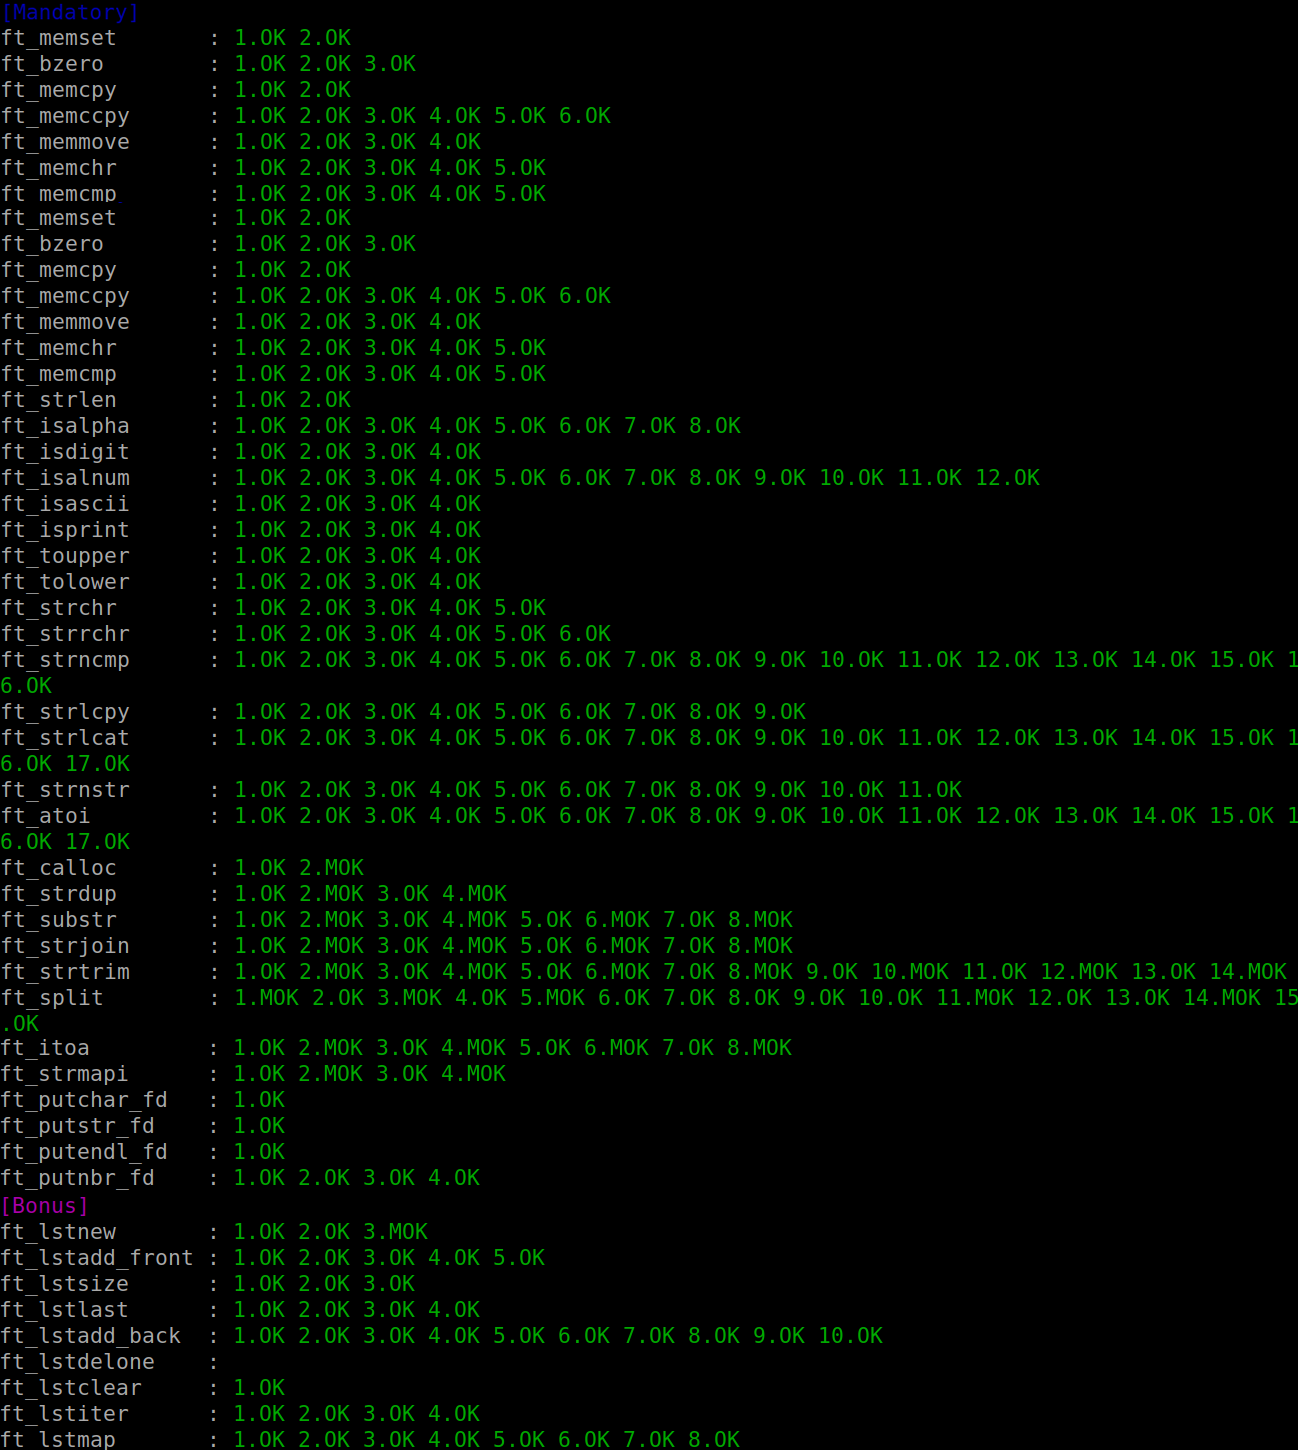 [Mandatory]
ft_memset       : 1.OK 2.OK
ft_bzero        : 1.OK 2.OK 3.OK
ft_memcpy       : 1.OK 2.OK
ft_memccpy      : 1.OK 2.OK 3.OK 4.OK 5.OK 6.OK
ft_memmove      : 1.OK 2.OK 3.OK 4.OK
ft_memchr       : 1.OK 2.OK 3.OK 4.OK 5.OK
ft_memcmp       : 1.OK 2.OK 3.OK 4.OK 5.OK
ft_memset       : 1.OK 2.OK
ft_bzero        : 1.OK 2.OK 3.OK
ft_memcpy       : 1.OK 2.OK
ft_memccpy      : 1.OK 2.OK 3.OK 4.OK 5.OK 6.OK
ft_memmove      : 1.OK 2.OK 3.OK 4.OK
ft_memchr       : 1.OK 2.OK 3.OK 4.OK 5.OK
ft_memcmp       : 1.OK 2.OK 3.OK 4.OK 5.OK
ft_strlen       : 1.OK 2.OK
ft_isalpha      : 1.OK 2.OK 3.OK 4.OK 5.OK 6.OK 7.OK 8.OK
ft_isdigit      : 1.OK 2.OK 3.OK 4.OK
ft_isalnum      : 1.OK 2.OK 3.OK 4.OK 5.OK 6.OK 7.OK 8.OK 9.OK 10.OK 11.OK 12.OK
ft_isascii      : 1.OK 2.OK 3.OK 4.OK
ft_isprint      : 1.OK 2.OK 3.OK 4.OK
ft_toupper      : 1.OK 2.OK 3.OK 4.OK
ft_tolower      : 1.OK 2.OK 3.OK 4.OK
ft_strchr       : 1.OK 2.OK 3.OK 4.OK 5.OK
ft_strrchr      : 1.OK 2.OK 3.OK 4.OK 5.OK 6.OK
ft_strncmp      : 1.OK 2.OK 3.OK 4.OK 5.OK 6.OK 7.OK 8.OK 9.OK 10.OK 11.OK 12.OK 13.OK 14.OK 15.OK 1
6.OK
ft_strlcpy      : 1.OK 2.OK 3.OK 4.OK 5.OK 6.OK 7.OK 8.OK 9.OK
ft_strlcat      : 1.OK 2.OK 3.OK 4.OK 5.OK 6.OK 7.OK 8.OK 9.OK 10.OK 11.OK 12.OK 13.OK 14.OK 15.OK 1
6.OK 17.OK
ft_strnstr      : 1.OK 2.OK 3.OK 4.OK 5.OK 6.OK 7.OK 8.OK 9.OK 10.OK 11.OK
ft_atoi         : 1.OK 2.OK 3.OK 4.OK 5.OK 6.OK 7.OK 8.OK 9.OK 10.OK 11.OK 12.OK 13.OK 14.OK 15.OK 1
6.OK 17.OK
ft_calloc       : 1.OK 2.MOK
ft_strdup       : 1.OK 2.MOK 3.OK 4.MOK
ft_substr       : 1.OK 2.MOK 3.OK 4.MOK 5.OK 6.MOK 7.OK 8.MOK
ft_strjoin      : 1.OK 2.MOK 3.OK 4.MOK 5.OK 6.MOK 7.OK 8.MOK
ft_strtrim      : 1.OK 2.MOK 3.OK 4.MOK 5.OK 6.MOK 7.OK 8.MOK 9.OK 10.MOK 11.OK 12.MOK 13.OK 14.MOK
ft_split        : 1.MOK 2.OK 3.MOK 4.OK 5.MOK 6.OK 7.OK 8.OK 9.OK 10.OK 11.MOK 12.OK 13.OK 14.MOK 15
.OK
ft_itoa         : 1.OK 2.MOK 3.OK 4.MOK 5.OK 6.MOK 7.OK 8.MOK
ft_strmapi      : 1.OK 2.MOK 3.OK 4.MOK
ft_putchar_fd   : 1.OK
ft_putstr_fd    : 1.OK
ft_putendl_fd   : 1.OK
ft_putnbr_fd    : 1.OK 2.OK 3.OK 4.OK
[Bonus]
ft_lstnew       : 1.OK 2.OK 3.MOK
ft_lstadd_front : 1.OK 2.OK 3.OK 4.OK 5.OK
ft_lstsize      : 1.OK 2.OK 3.OK
ft_lstlast      : 1.OK 2.OK 3.OK 4.OK
ft_lstadd_back  : 1.OK 2.OK 3.OK 4.OK 5.OK 6.OK 7.OK 8.OK 9.OK 10.OK
ft_lstdelone    :
ft_lstclear     : 1.OK
ft_lstiter      : 1.OK 2.OK 3.OK 4.OK
ft_lstmap       : 1.OK 2.OK 3.OK 4.OK 5.OK 6.OK 7.OK 8.OK